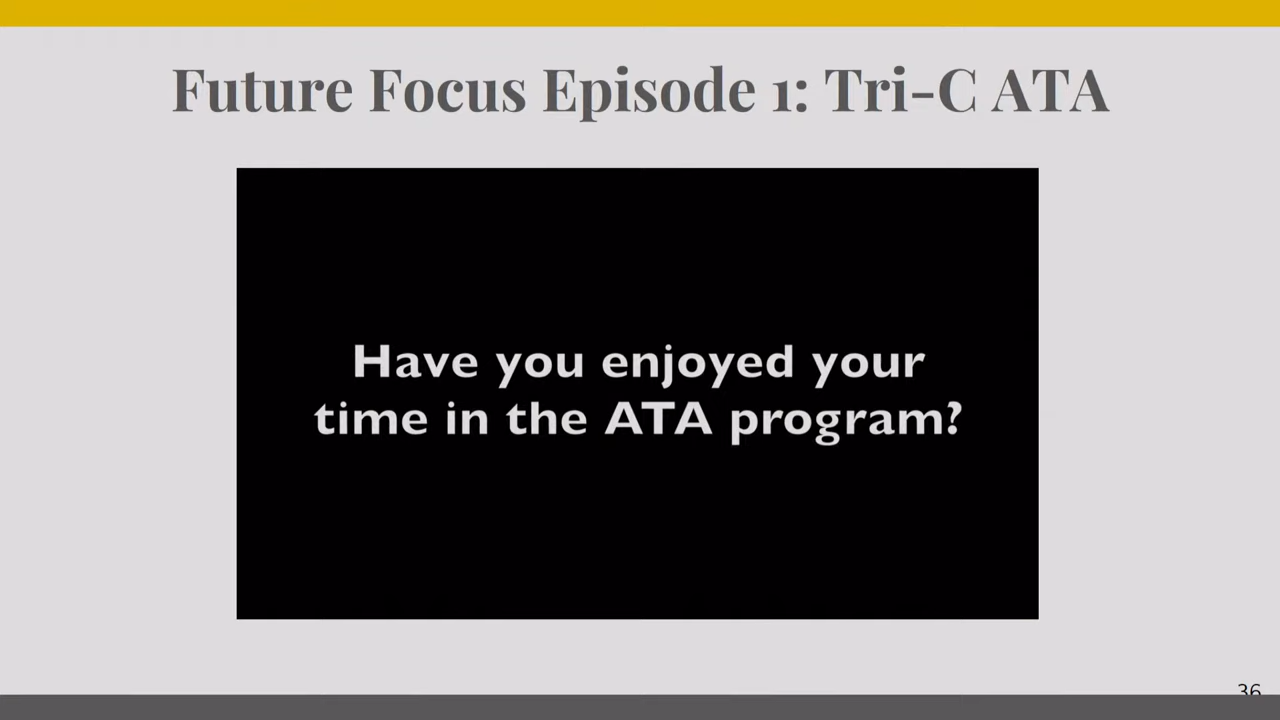 Future Focus Episode 1: Tri-C ATA
Have you enjoyed your
time in the ATA program?
36